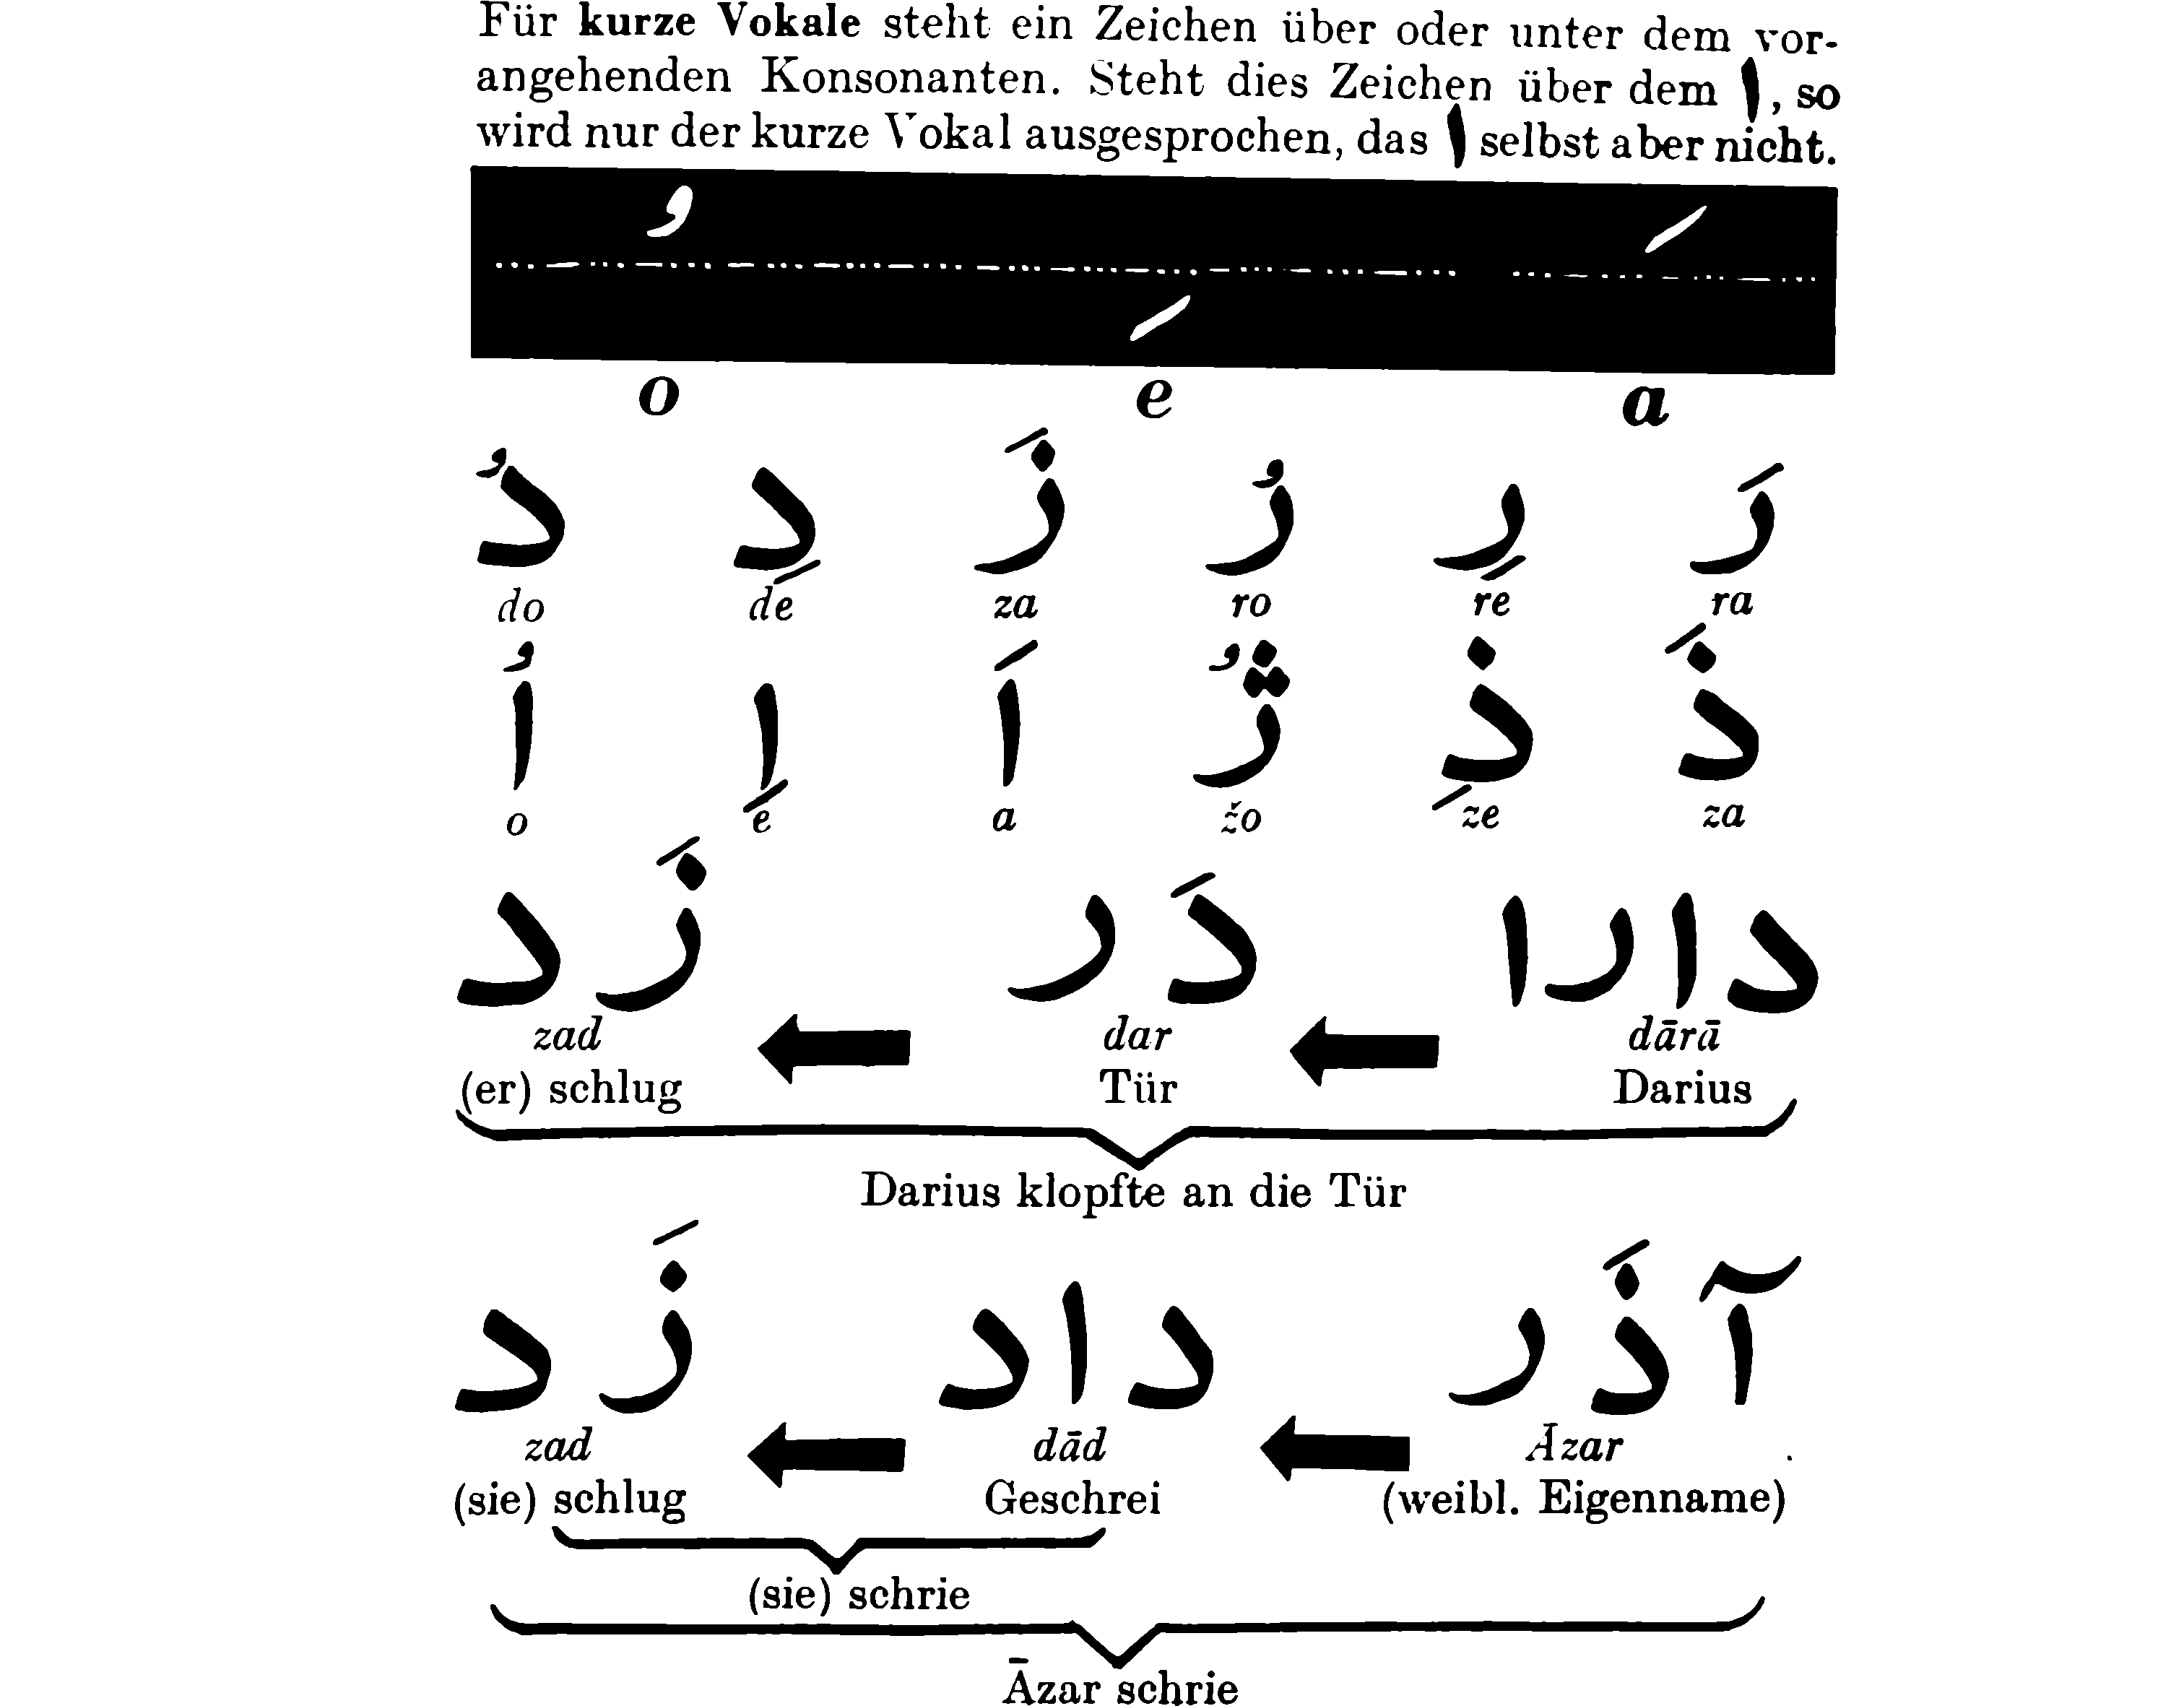 Für kurze Vokale steht ein Zeichen über oder unter dem vor-
angehenden Konsonanten. Steht dies Zeichen über dem ا, so
wird nur der kurze Vokal ausgesprochen, das ا selbst aber nicht.
َ ِ ُ
o e a
رَ رِ رُ زَ دِ دُ
do de za ro re ra
ذَ ذِ ژُ اَ اِ اُ
o e a žo ze za
دارا دَر زَد
zad dar dārā
(er) schlug Tür Darius
Darius klopfte an die Tür
آذَر داد زَد
zad dād Āzar
(sie) schlug Geschrei (weibl. Eigenname)
(sie) schrie
Āzar schrie